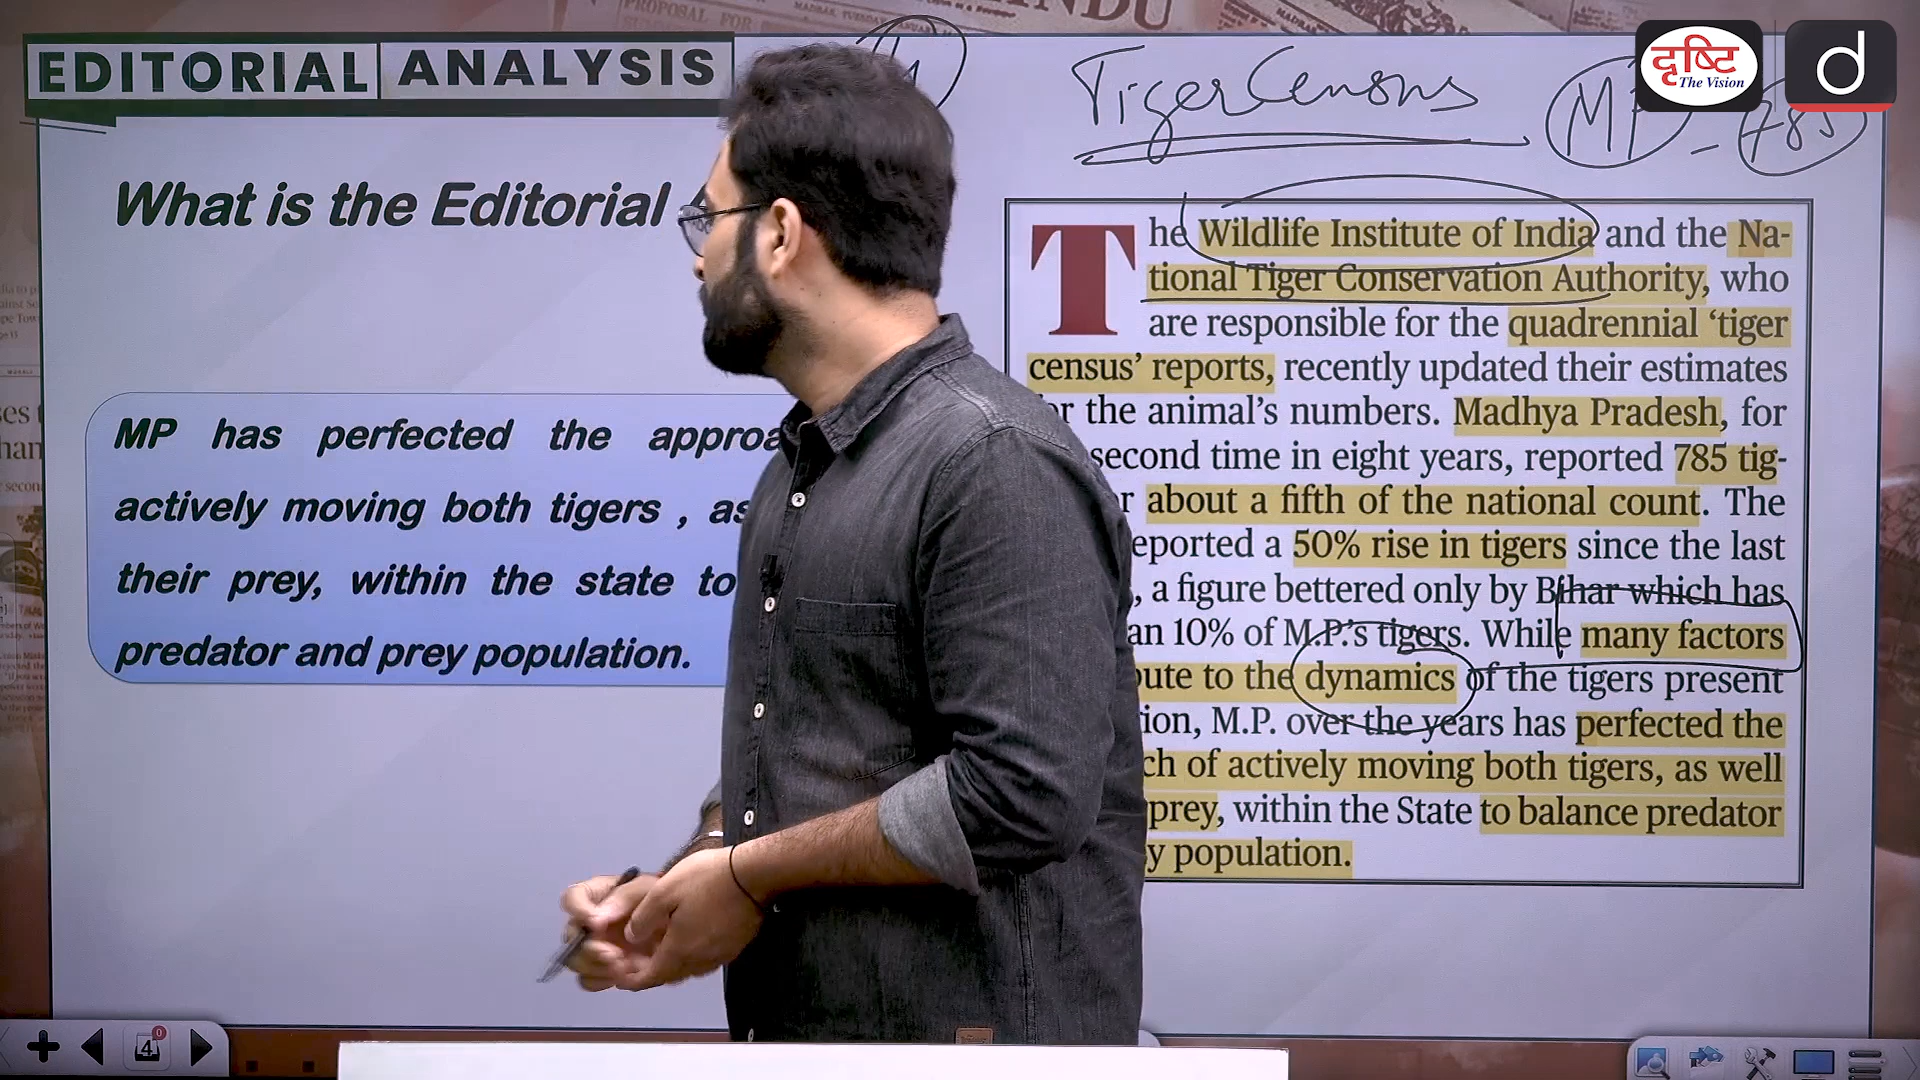 PROPOSAL FOR
EDITORIAL ANALYSIS
Tiger Census
MP - 785
दृष्टि
The Vision
d
What is the Editorial
MP has perfected the approa
actively moving both tigers , as
their prey, within the state to
predator and prey population.
The Wildlife Institute of India and the Na-
tional Tiger Conservation Authority, who
are responsible for the quadrennial ‘tiger
census’ reports, recently updated their estimates
the animal’s numbers. Madhya Pradesh, for
second time in eight years, reported 785 tig-
about a fifth of the national count. The
eported a 50% rise in tigers since the last
, a figure bettered only by Bihar which has
an 10% of M.P.’s tigers. While many factors
bute to the dynamics of the tigers present
ion, M.P. over the years has perfected the
ch of actively moving both tigers, as well
prey, within the State to balance predator
y population.
4
0